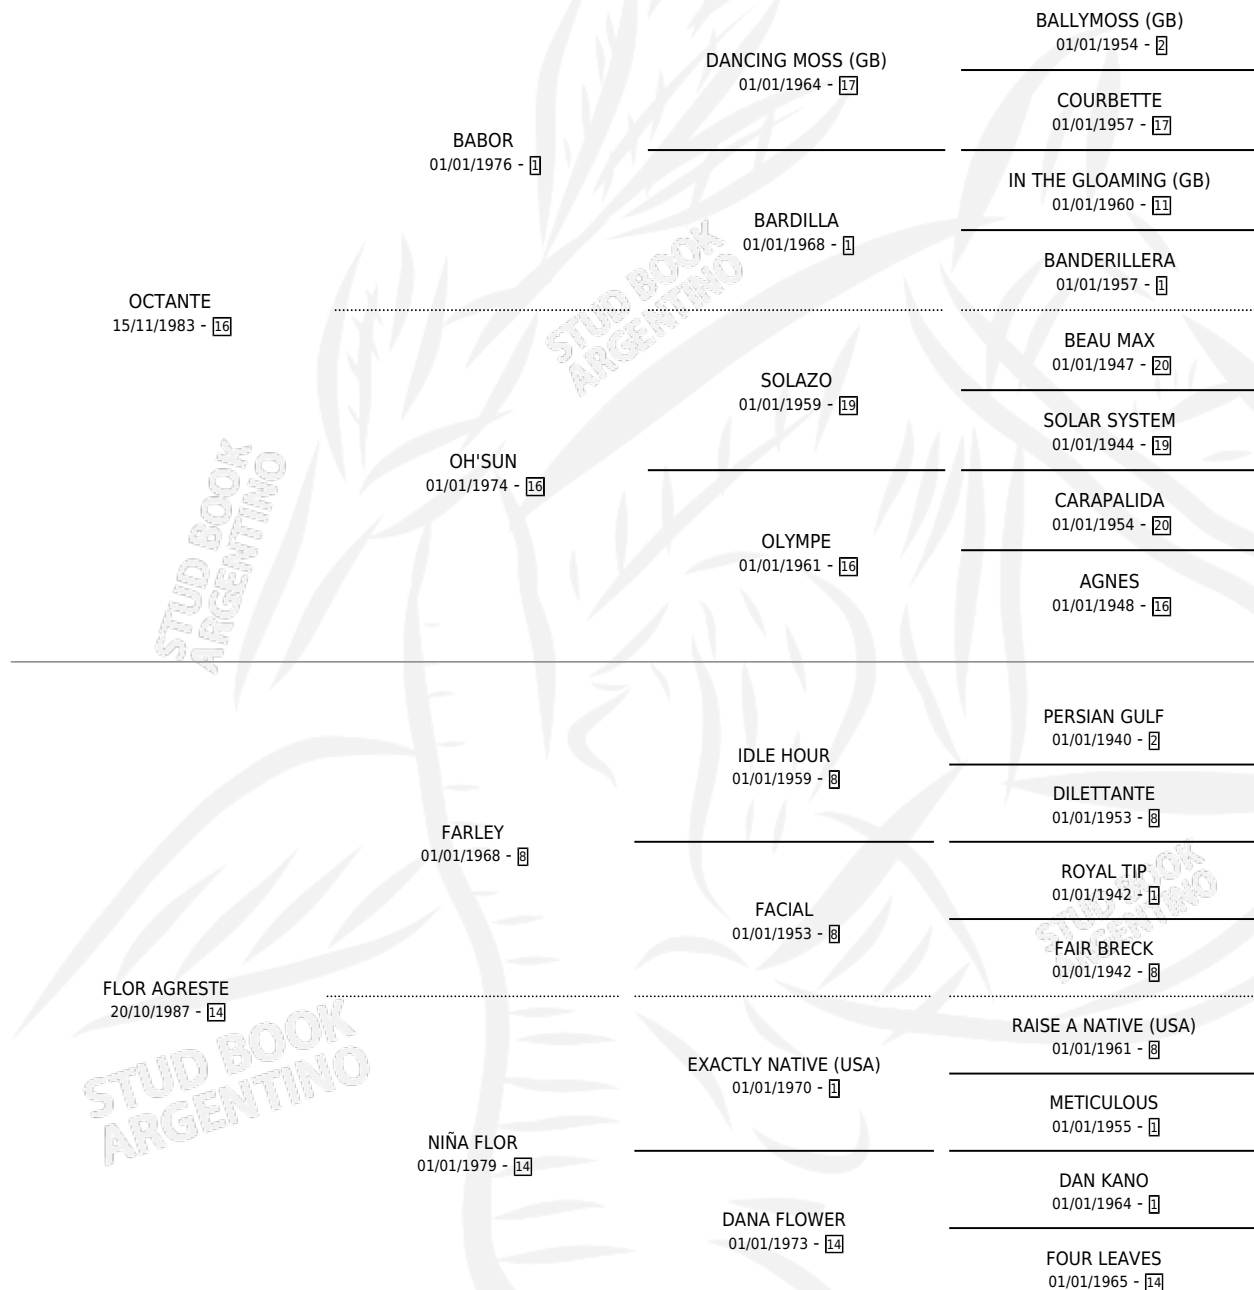 BALLYMOSS (GB)
01/01/1954 - 2
DANCING MOSS (GB)
01/01/1964 - 17
COURBETTE
01/01/1957 - 17
BABOR
01/01/1976 - 1
IN THE GLOAMING (GB)
01/01/1960 - 11
BARDILLA
01/01/1968 - 1
BANDERILLERA
01/01/1957 - 1
OCTANTE
15/11/1983 - 16
BEAU MAX
01/01/1947 - 20
SOLAZO
01/01/1959 - 19
SOLAR SYSTEM
01/01/1944 - 19
OH'SUN
01/01/1974 - 16
CARAPALIDA
01/01/1954 - 20
OLYMPE
01/01/1961 - 16
AGNES
01/01/1948 - 16
PERSIAN GULF
01/01/1940 - 2
IDLE HOUR
01/01/1959 - 8
DILETTANTE
01/01/1953 - 8
FARLEY
01/01/1968 - 8
ROYAL TIP
01/01/1942 - 1
FACIAL
01/01/1953 - 8
FAIR BRECK
01/01/1942 - 8
FLOR AGRESTE
20/10/1987 - 14
RAISE A NATIVE (USA)
01/01/1961 - 8
EXACTLY NATIVE (USA)
01/01/1970 - 1
METICULOUS
01/01/1955 - 1
NIÑA FLOR
01/01/1979 - 14
DAN KANO
01/01/1964 - 1
DANA FLOWER
01/01/1973 - 14
FOUR LEAVES
01/01/1965 - 14
STUD BOOK
ARGENTINO
STUD BOOK
ARGENTINO
STUD BOOK
ARGENTINO
STUD BOOK
ARGENTINO